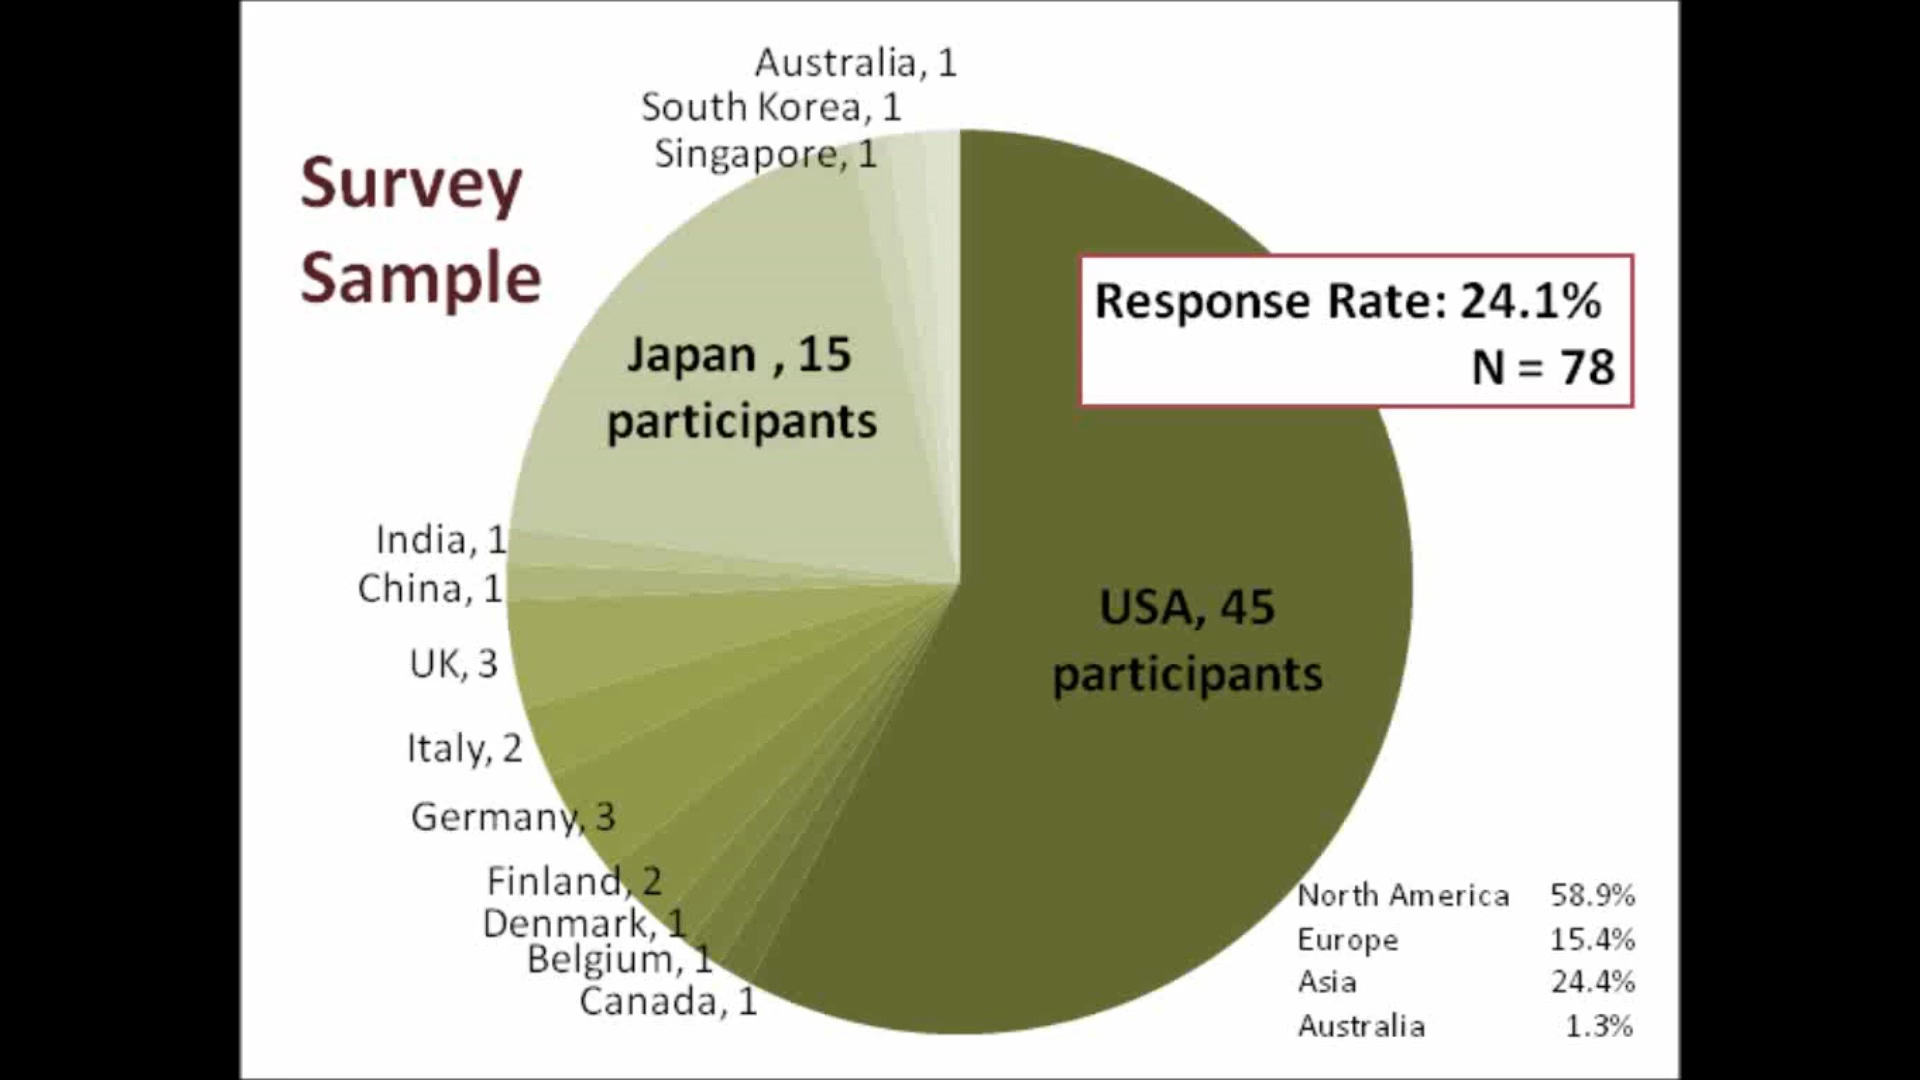 Survey
Sample
Australia, 1
South Korea, 1
Singapore, 1
Japan , 15
participants
India, 1
China, 1
UK, 3
Italy, 2
Germany, 3
Finland, 2
Denmark, 1
Belgium, 1
Canada, 1
USA, 45
participants
Response Rate: 24.1%
N = 78
North America 58.9%
Europe 15.4%
Asia 24.4%
Australia 1.3%